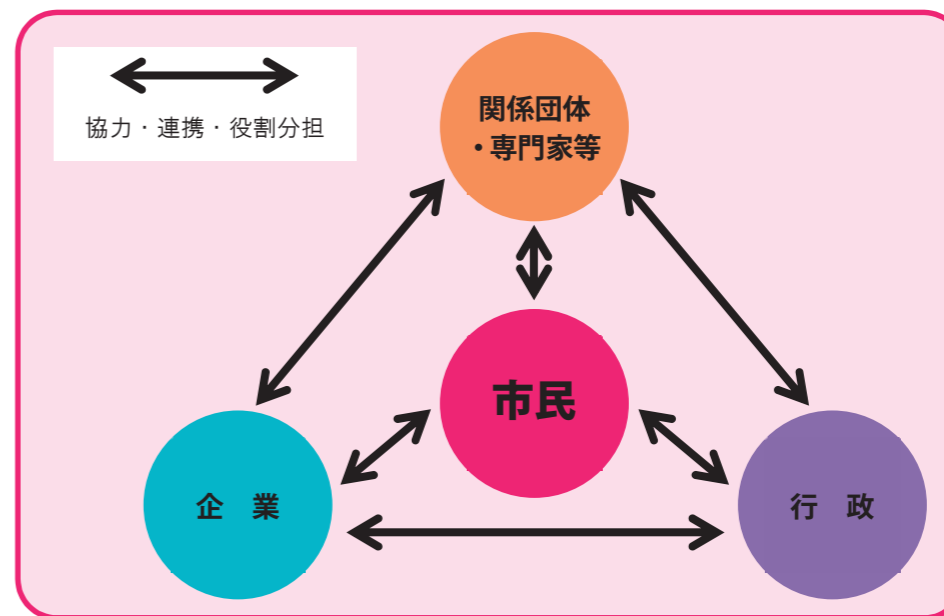 協力・連携・役割分担
関係団体
・専門家等
市民
企　業
行　政